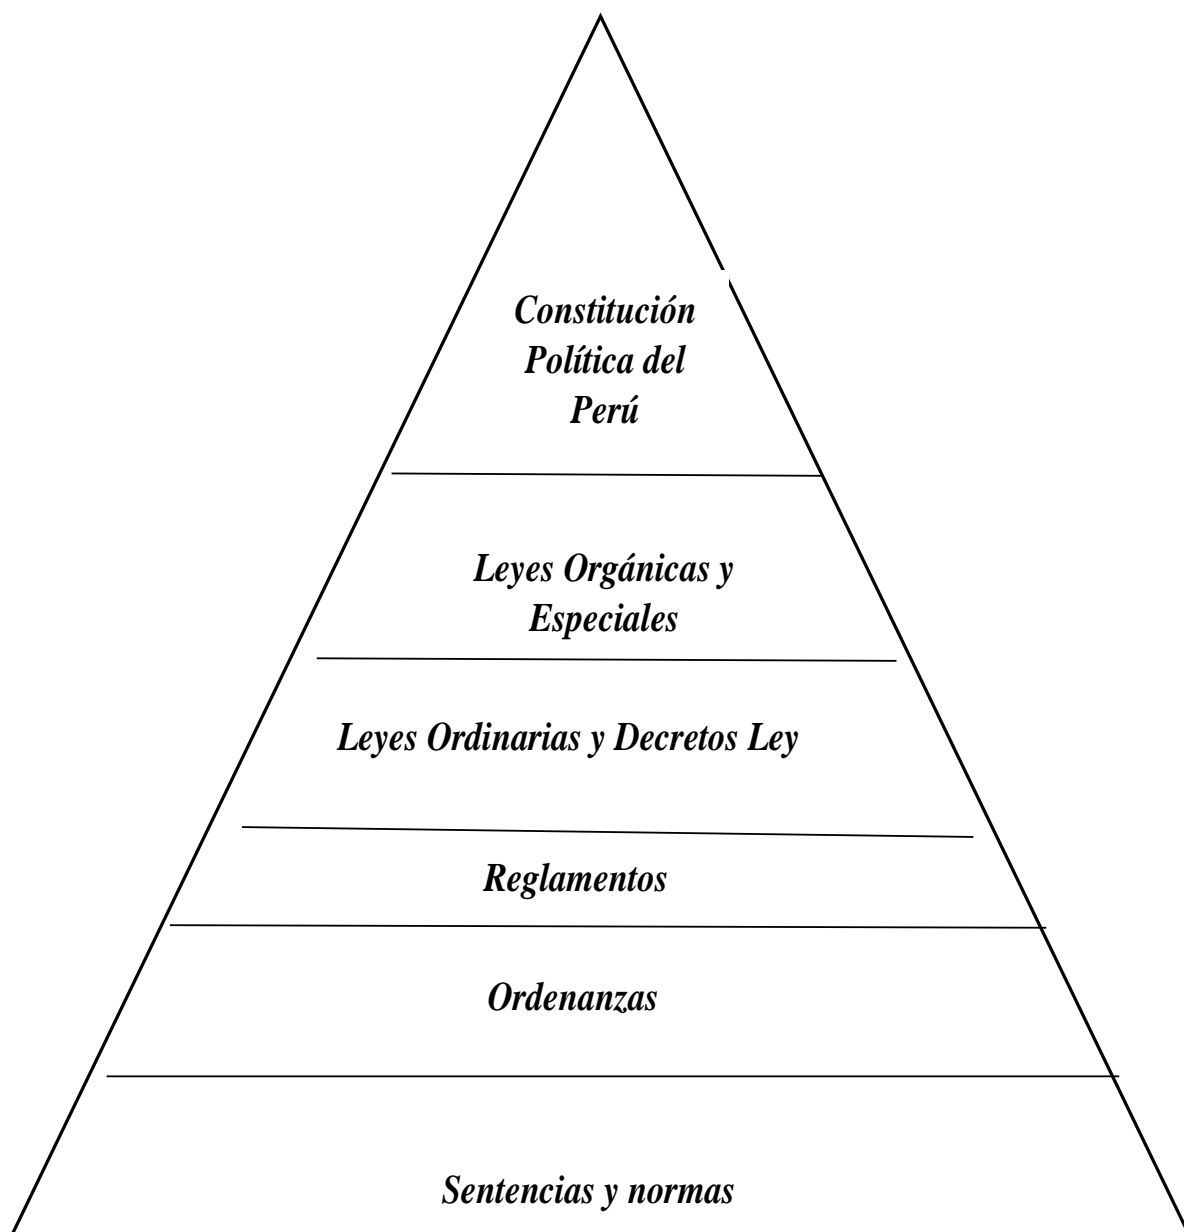 Constitución
Política del
Perú
Leyes Orgánicas y
Especiales
Leyes Ordinarias y Decretos Ley
Reglamentos
Ordenanzas
Sentencias y normas